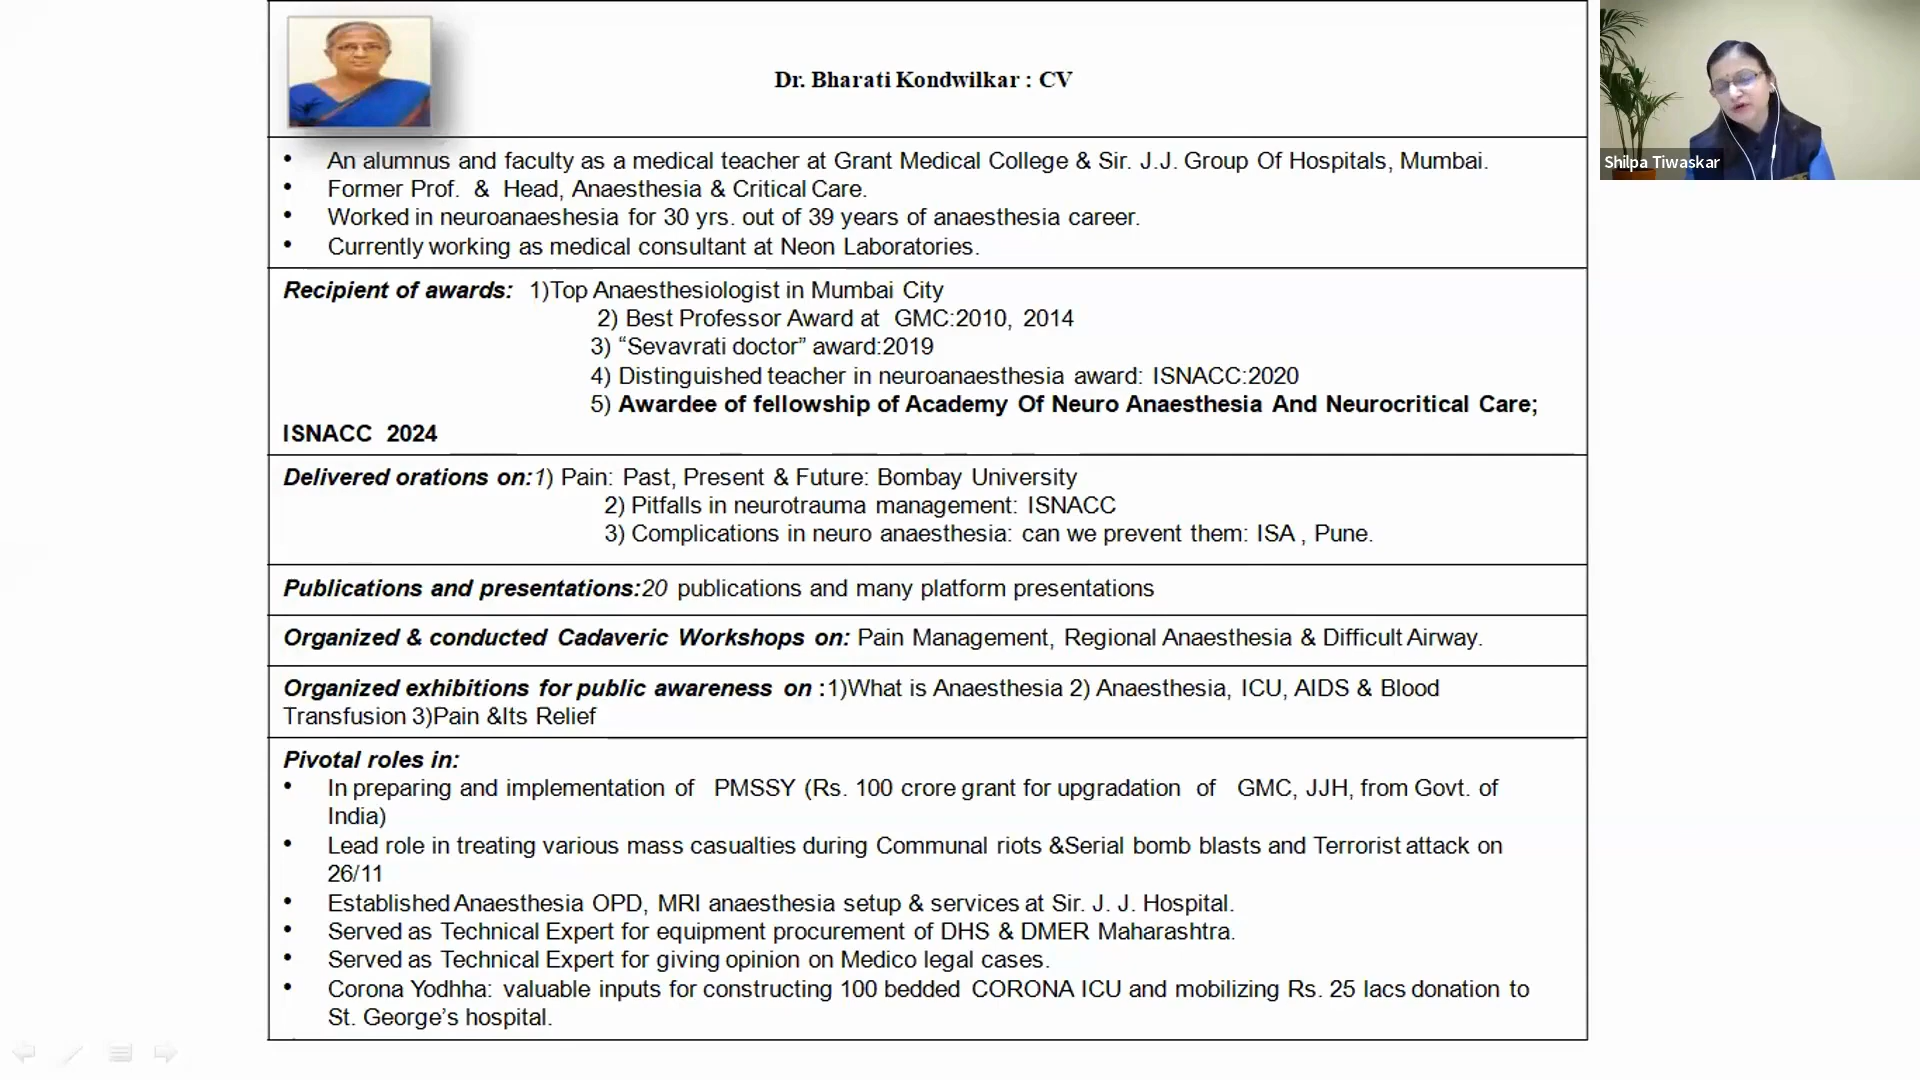 Dr. Bharati Kondwilkar : CV
Shilpa Tiwaskar
• An alumnus and faculty as a medical teacher at Grant Medical College & Sir. J.J. Group Of Hospitals, Mumbai.
• Former Prof. & Head, Anaesthesia & Critical Care.
• Worked in neuroanaeshesia for 30 yrs. out of 39 years of anaesthesia career.
• Currently working as medical consultant at Neon Laboratories.
Recipient of awards: 1)Top Anaesthesiologist in Mumbai City
2) Best Professor Award at GMC:2010, 2014
3) “Sevavrati doctor” award:2019
4) Distinguished teacher in neuroanaesthesia award: ISNACC:2020
5) Awardee of fellowship of Academy Of Neuro Anaesthesia And Neurocritical Care;
ISNACC 2024
Delivered orations on:1) Pain: Past, Present & Future: Bombay University
2) Pitfalls in neurotrauma management: ISNACC
3) Complications in neuro anaesthesia: can we prevent them: ISA , Pune.
Publications and presentations:20 publications and many platform presentations
Organized & conducted Cadaveric Workshops on: Pain Management, Regional Anaesthesia & Difficult Airway.
Organized exhibitions for public awareness on :1)What is Anaesthesia 2) Anaesthesia, ICU, AIDS & Blood
Transfusion 3)Pain &Its Relief
Pivotal roles in:
• In preparing and implementation of PMSSY (Rs. 100 crore grant for upgradation of GMC, JJH, from Govt. of
India)
• Lead role in treating various mass casualties during Communal riots &Serial bomb blasts and Terrorist attack on
26/11
• Established Anaesthesia OPD, MRI anaesthesia setup & services at Sir. J. J. Hospital.
• Served as Technical Expert for equipment procurement of DHS & DMER Maharashtra.
• Served as Technical Expert for giving opinion on Medico legal cases.
• Corona Yodhha: valuable inputs for constructing 100 bedded CORONA ICU and mobilizing Rs. 25 lacs donation to
St. George’s hospital.